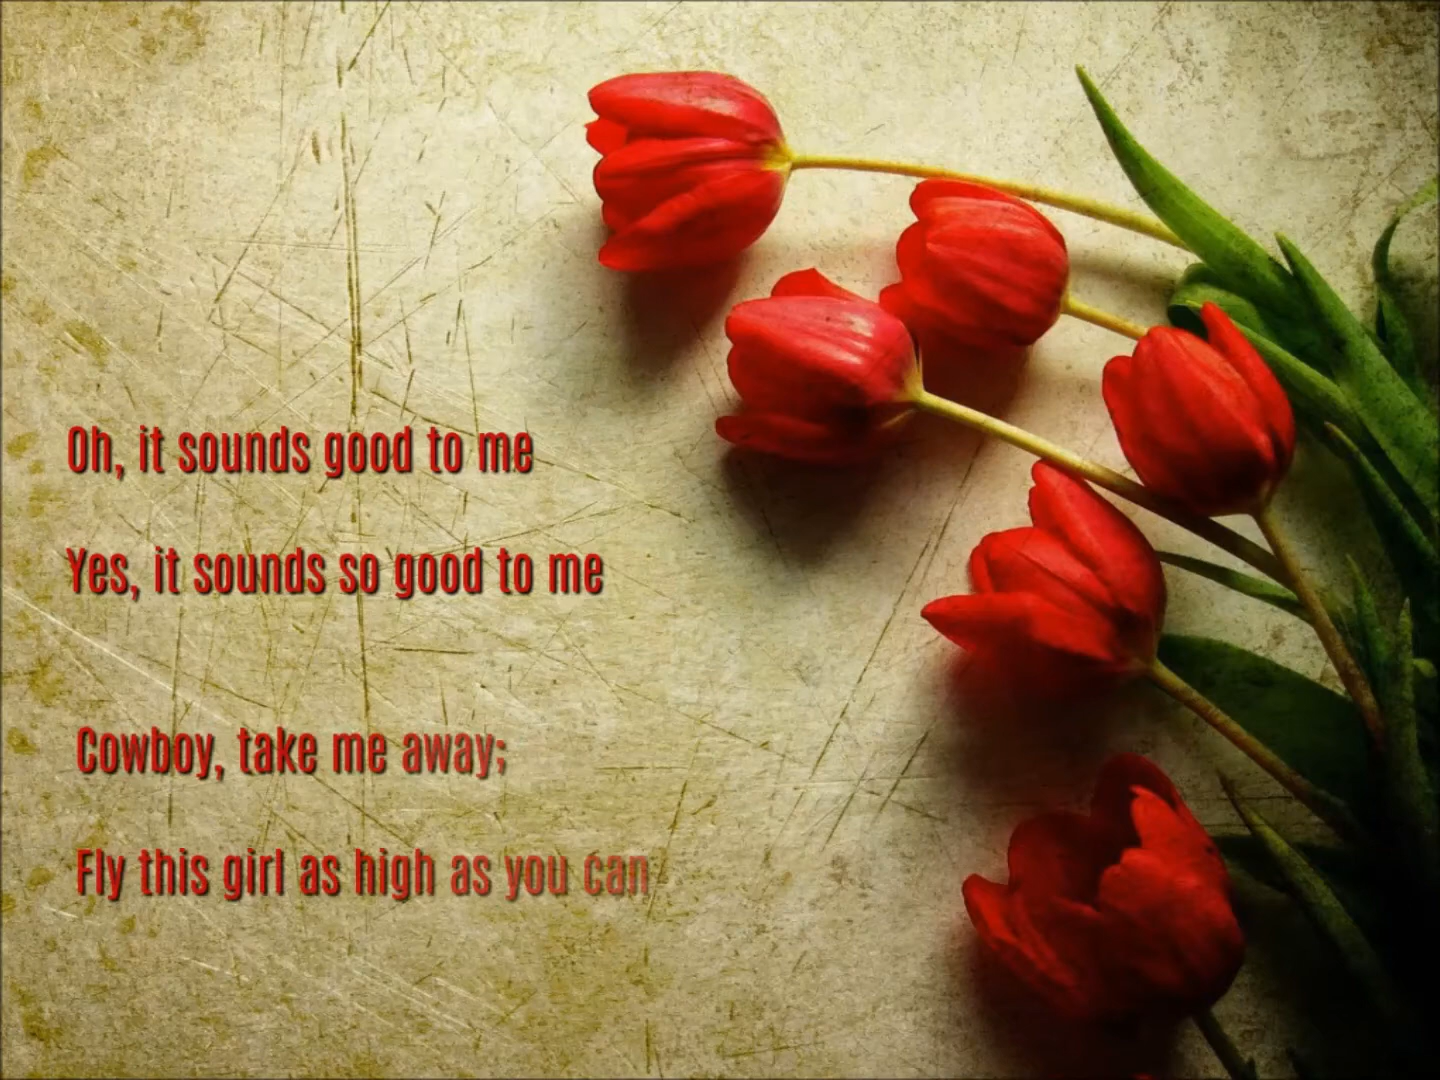 Oh, it sounds good to me
Yes, it sounds so good to me
Cowboy, take me away;
Fly this girl as high as you can